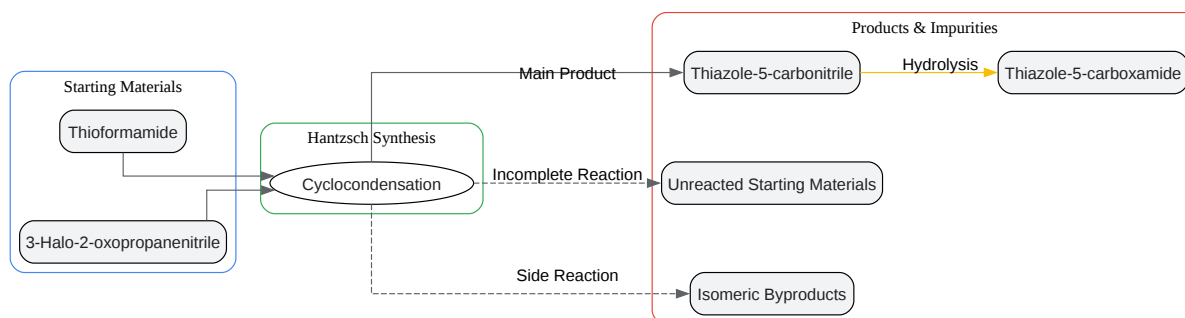 Products & Impurities
Main Product
Thiazole-5-carbonitrile
Hydrolysis
Thiazole-5-carboxamide
Starting Materials
Thioformamide
Hantzsch Synthesis
Cyclocondensation
Incomplete Reaction
Unreacted Starting Materials
3-Halo-2-oxopropanenitrile
Side Reaction
Isomeric Byproducts